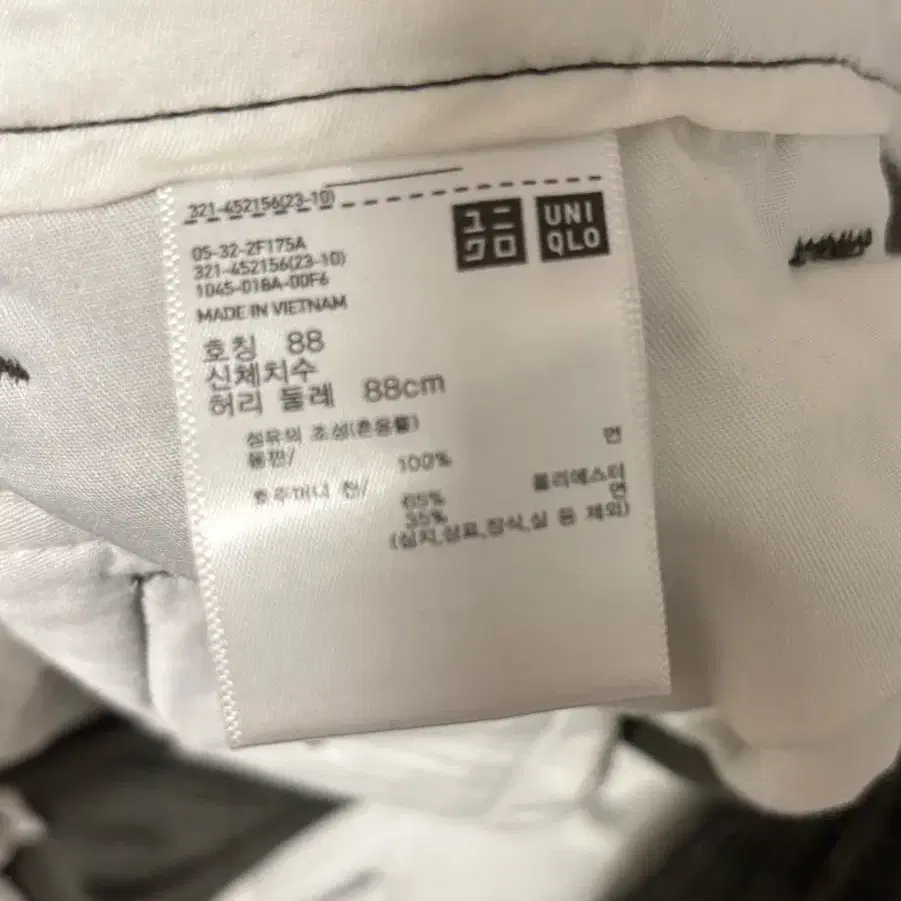 321-452156(23-10)
ユニ
クロ
UNI
QLO
05-32-2F175A
321-452156(23-10)
1045-018A-00F6
MADE IN VIETNAM
호칭 88
신체치수
허리 둘레 88cm
섬유의 조성(혼용률)
몸판/ 100% 면
호주머니 천/ 65% 폴리에스터
35% 면
(심지,상표,장식,실 등 제외)